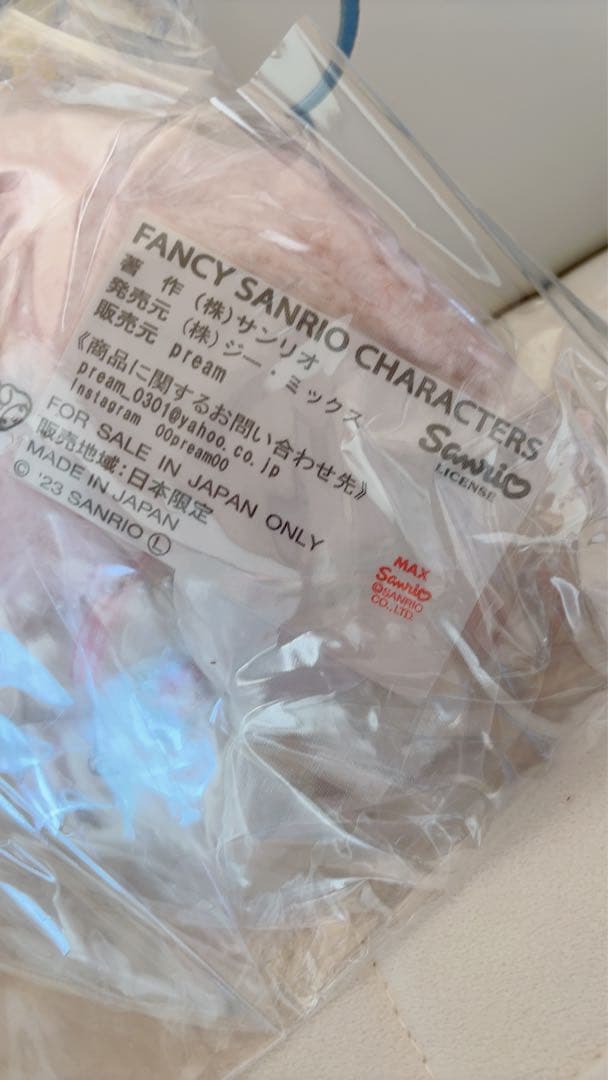 FANCY SANRIO CHARACTERS
著 作 (株)サンリオ
発売元 (株)ジー・ミックス
販売元 pream
《商品に関するお問い合わせ先》
pream_0301@yahoo.co.jp
Instagram 00pream00
FOR SALE IN JAPAN ONLY
販売地域:日本限定
MADE IN JAPAN
© '23 SANRIO Ⓛ
Sanrio
LICENSE
MAX
Sanrio
©SANRIO
CO.,LTD.